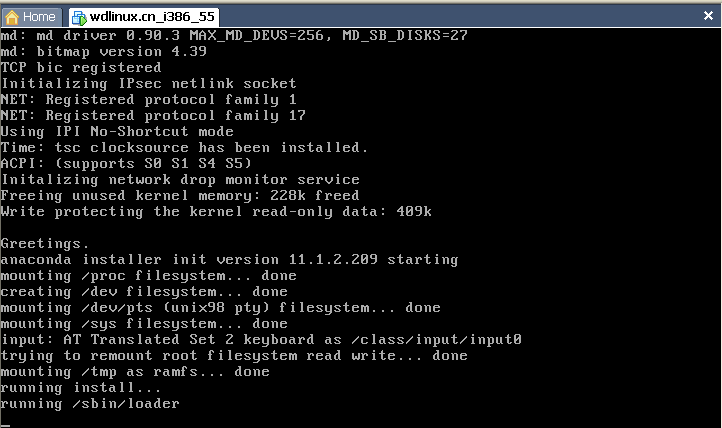 Home
wdlinux.cn_i386_55
md: md driver 0.90.3 MAX_MD_DEVS=256, MD_SB_DISKS=27
md: bitmap version 4.39
TCP bic registered
Initializing IPsec netlink socket
NET: Registered protocol family 1
NET: Registered protocol family 17
Using IPI No-Shortcut mode
Time: tsc clocksource has been installed.
ACPI: (supports S0 S1 S4 S5)
Initalizing network drop monitor service
Freeing unused kernel memory: 228k freed
Write protecting the kernel read-only data: 409k
Greetings.
anaconda installer init version 11.1.2.209 starting
mounting /proc filesystem... done
creating /dev filesystem... done
mounting /dev/pts (unix98 pty) filesystem... done
mounting /sys filesystem... done
input: AT Translated Set 2 keyboard as /class/input/input0
trying to remount root filesystem read write... done
mounting /tmp as ramfs... done
running install...
running /sbin/loader